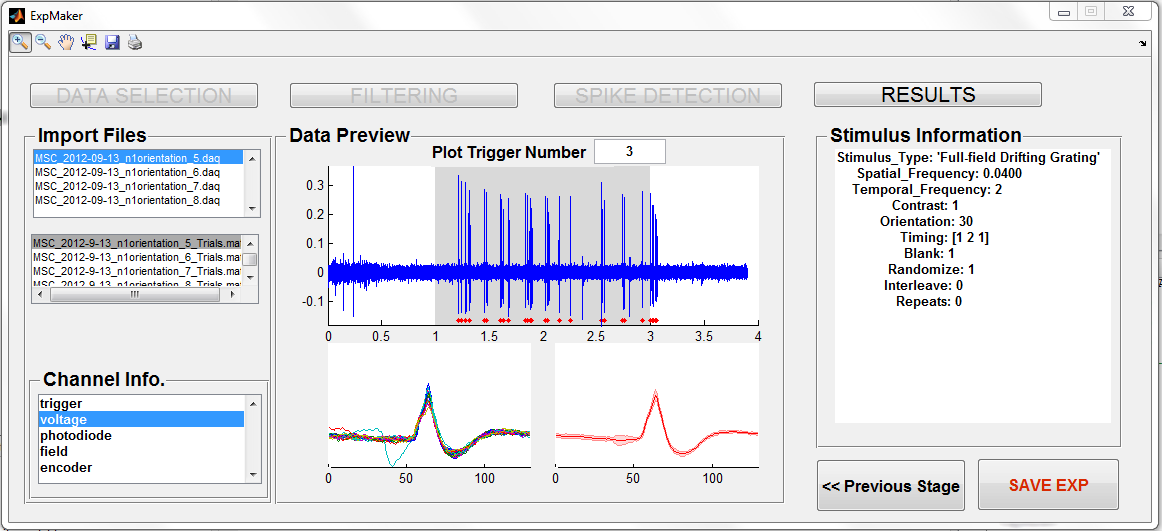 ExpMaker
DATA SELECTION
FILTERING
SPIKE DETECTION
RESULTS
Import Files
MSC_2012-09-13_n1orientation_5.daq
MSC_2012-09-13_n1orientation_6.daq
MSC_2012-09-13_n1orientation_7.daq
MSC_2012-09-13_n1orientation_8.daq
MSC_2012-9-13_n1orientation_5_Trials.mat
MSC_2012-9-13_n1orientation_6_Trials.mat
MSC_2012-9-13_n1orientation_7_Trials.mat
MSC_2012-9-13_n1orientation_8_Trials.mat
Channel Info.
trigger
voltage
photodiode
field
encoder
Data Preview
Plot Trigger Number 3
0.3
0.2
0.1
0
-0.1
0 0.5 1 1.5 2 2.5 3 3.5 4
0 50 100
0 50 100
Stimulus Information
Stimulus_Type: 'Full-field Drifting Grating'
Spatial_Frequency: 0.0400
Temporal_Frequency: 2
Contrast: 1
Orientation: 30
Timing: [1 2 1]
Blank: 1
Randomize: 1
Interleave: 0
Repeats: 0
<< Previous Stage
SAVE EXP